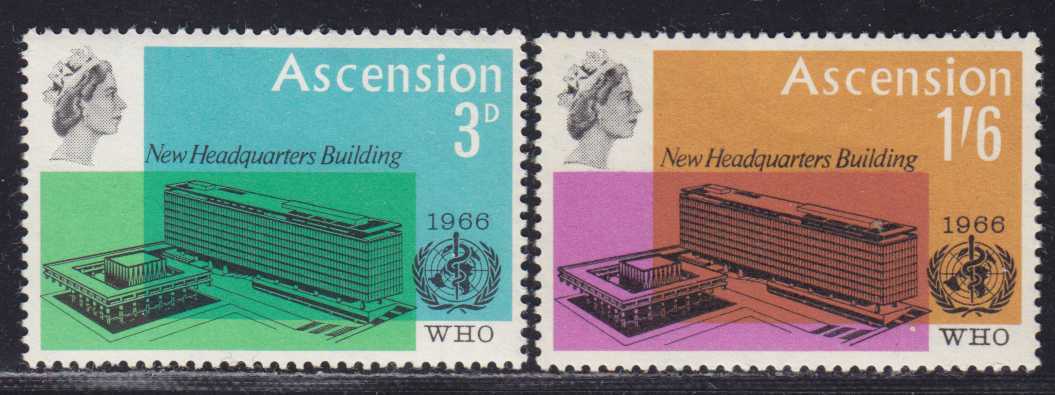 Ascension
3D
New Headquarters Building
1966
WHO
Ascension
1'/6
New Headquarters Building
1966
WHO